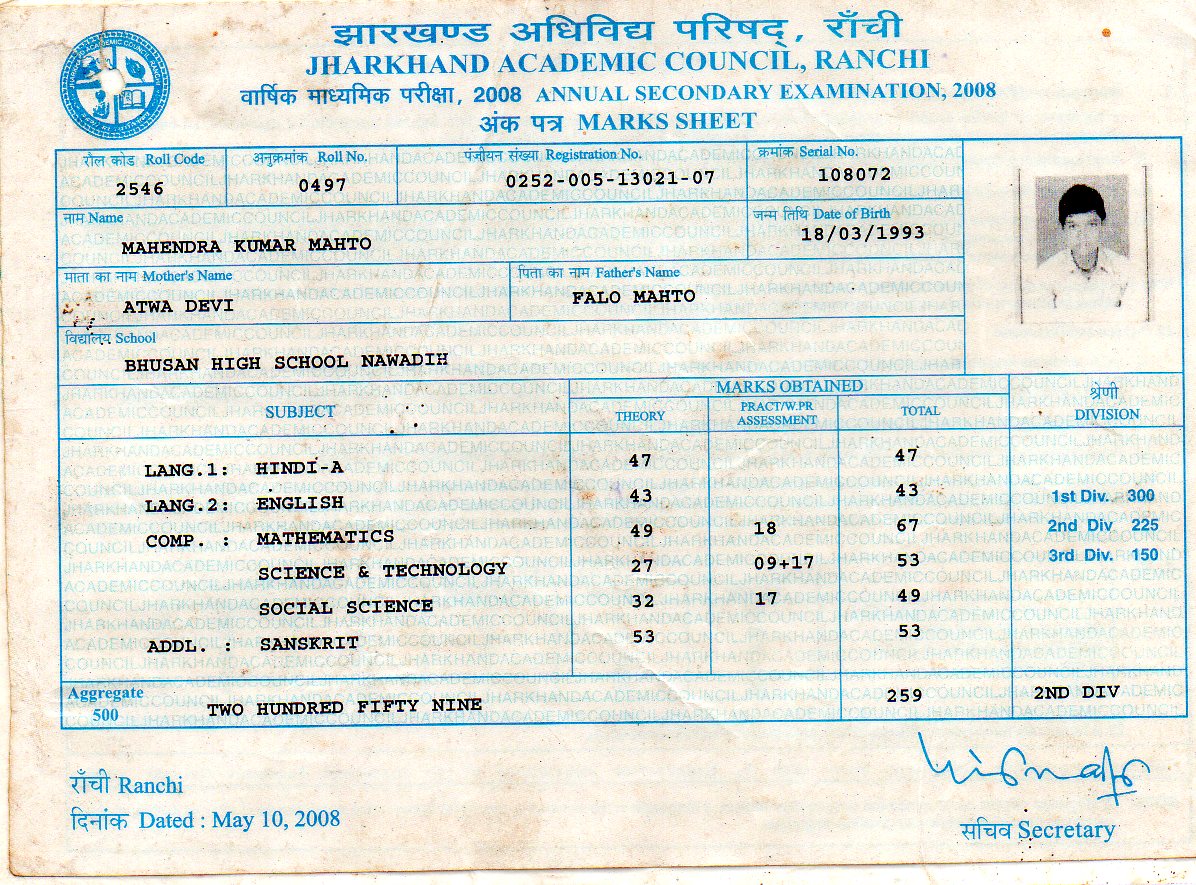 झारखण्ड अधिविद्य परिषद्, राँची
JHARKHAND ACADEMIC COUNCIL, RANCHI
वार्षिक माध्यमिक परीक्षा, 2008 ANNUAL SECONDARY EXAMINATION, 2008
अंक पत्र MARKS SHEET
रौल कोड Roll Code अनुक्रमांक Roll No. पंजीयन संख्या Registration No. क्रमांक Serial No.
2546 0497 0252-005-13021-07 108072
नाम Name जन्म तिथि Date of Birth
MAHENDRA KUMAR MAHTO 18/03/1993
माता का नाम Mother's Name पिता का नाम Father's Name
ATWA DEVI FALO MAHTO
विद्यालय School
BHUSAN HIGH SCHOOL NAWADIH
SUBJECT MARKS OBTAINED श्रेणी
THEORY PRACT/W.PR ASSESSMENT TOTAL DIVISION
LANG.1: HINDI-A 47 47
LANG.2: ENGLISH 43 43 1st Div. 300
COMP. : MATHEMATICS 49 18 67 2nd Div 225
SCIENCE & TECHNOLOGY 27 09+17 53 3rd Div. 150
SOCIAL SCIENCE 32 17 49
ADDL. : SANSKRIT 53 53
Aggregate
500 TWO HUNDRED FIFTY NINE 259 2ND DIV
राँची Ranchi
दिनांक Dated : May 10, 2008
सचिव Secretary